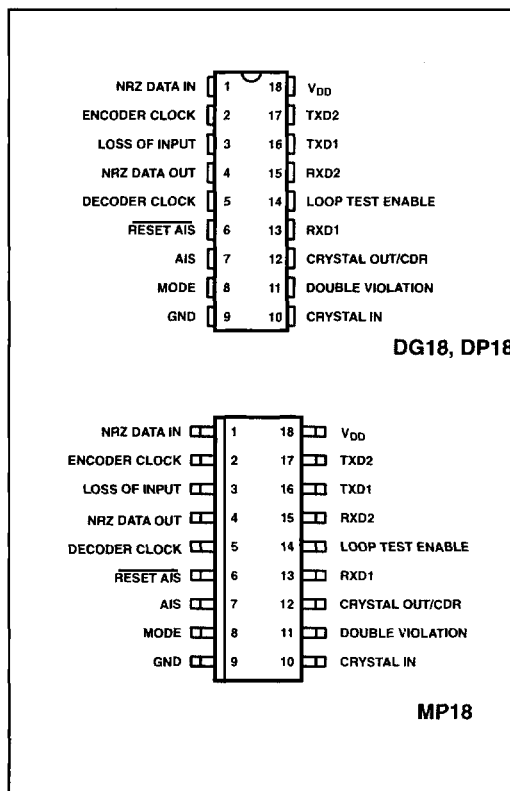 NRZ DATA IN 1 18 VDD
ENCODER CLOCK 2 17 TXD2
LOSS OF INPUT 3 16 TXD1
NRZ DATA OUT 4 15 RXD2
DECODER CLOCK 5 14 LOOP TEST ENABLE
RESET AIS 6 13 RXD1
AIS 7 12 CRYSTAL OUT/CDR
MODE 8 11 DOUBLE VIOLATION
GND 9 10 CRYSTAL IN
DG18, DP18
NRZ DATA IN 1 18 VDD
ENCODER CLOCK 2 17 TXD2
LOSS OF INPUT 3 16 TXD1
NRZ DATA OUT 4 15 RXD2
DECODER CLOCK 5 14 LOOP TEST ENABLE
RESET AIS 6 13 RXD1
AIS 7 12 CRYSTAL OUT/CDR
MODE 8 11 DOUBLE VIOLATION
GND 9 10 CRYSTAL IN
MP18